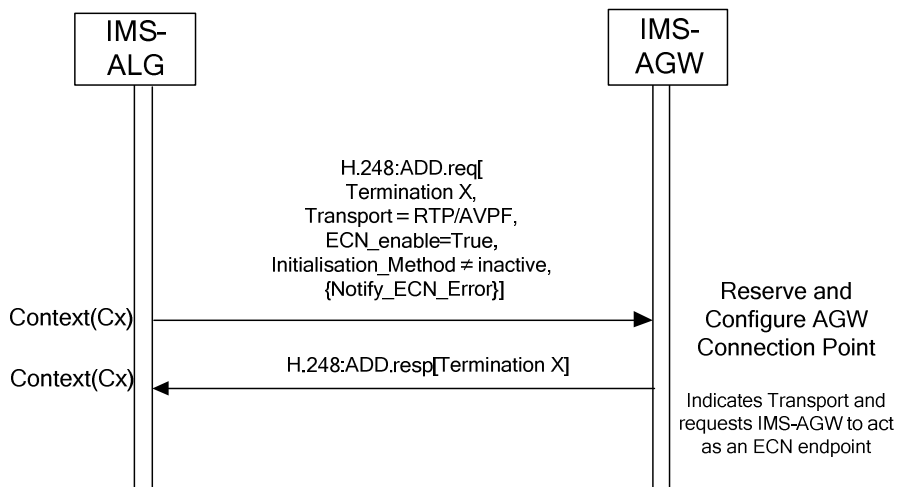 IMS-
ALG
IMS-
AGW
H.248:ADD.req[
Termination X,
Transport = RTP/AVPF,
ECN_enable=True,
Initialisation_Method ≠ inactive,
{Notify_ECN_Error}]
Context(Cx)
Reserve and
Configure AGW
Connection Point
H.248:ADD.resp[Termination X]
Context(Cx)
Indicates Transport and
requests IMS-AGW to act
as an ECN endpoint